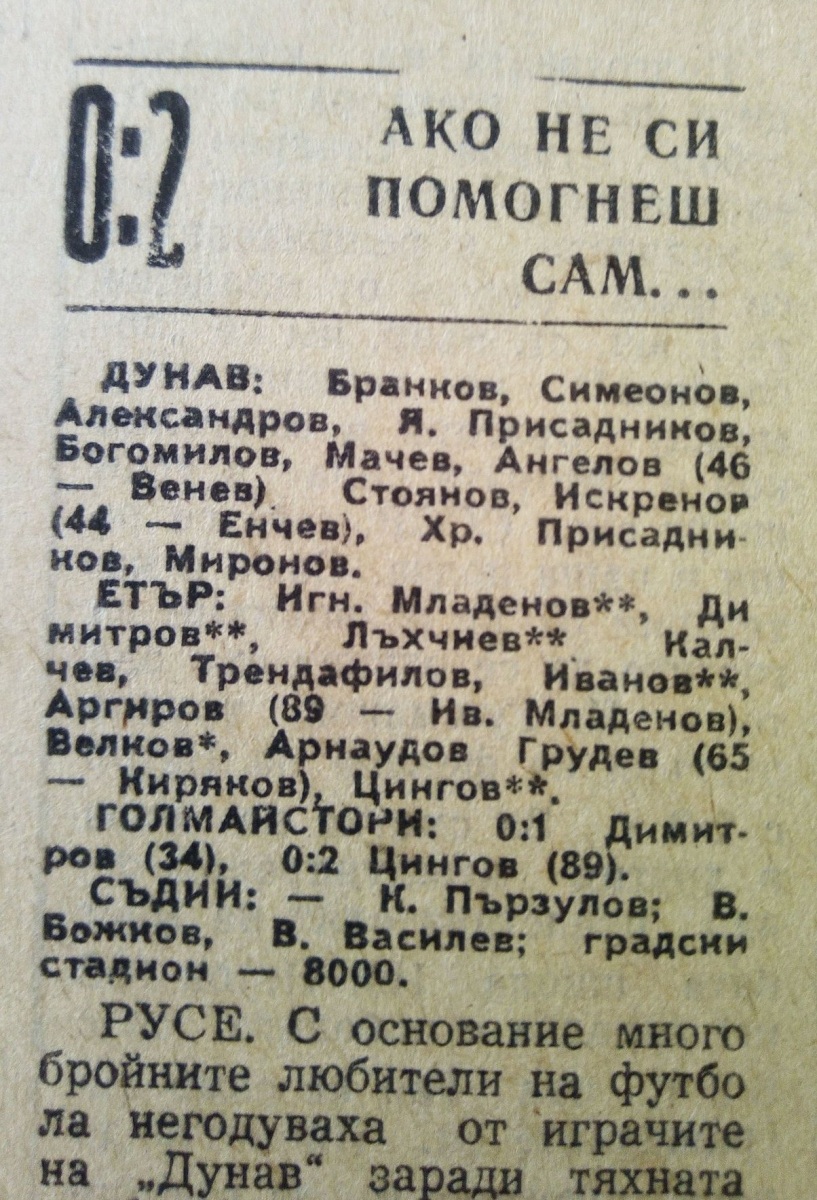 0:2
АКО НЕ СИ
ПОМОГНЕШ
САМ...
ДУНАВ: Бранков, Симеонов,
Александров, Я. Присадников,
Богомилов, Мачев, Ангелов (46
— Венев) Стоянов, Искренов
(44 — Енчев), Хр. Присадни-
ков, Миронов.
ЕТЪР: Игн. Младенов**, Ди
митров**, Лъхчиев** Кал-
чев, Трендафилов, Иванов**,
Аргиров (89 — Ив. Младенов),
Велков*, Арнаудов Грудев (65
— Киряков), Цингов**.
ГОЛМАЙСТОРИ: 0:1 Димит-
ров (34), 0:2 Цингов (89).
СЪДИИ: — К. Пързулов; В.
Божков, В. Василев; градски
стадион — 8000.
РУСЕ. С основание много
бройните любители на футбо
ла негодуваха от играчите
на „Дунав“ заради тяхната